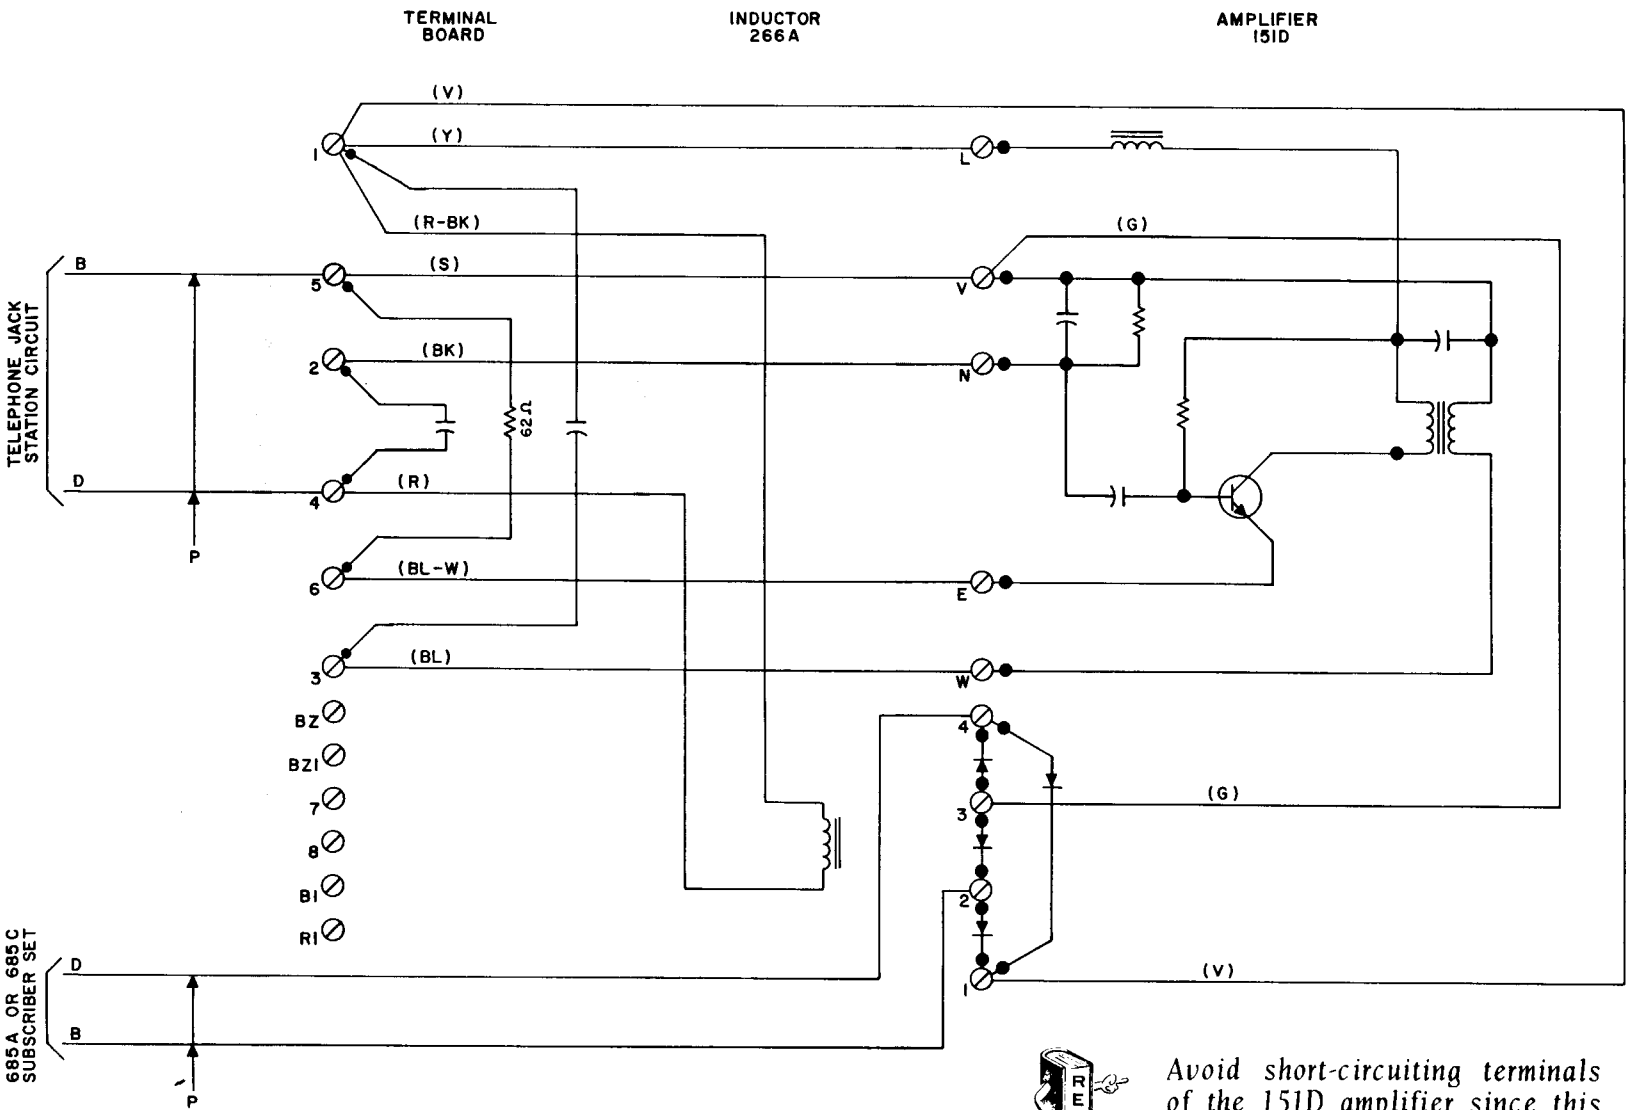 TERMINAL
BOARD
INDUCTOR
266A
AMPLIFIER
151D
(V)
(Y)
1
L
(R-BK)
(G)
TELEPHONE JACK
STATION CIRCUIT
B
5
(S)
V
2
(BK)
N
62Ω
D
4
(R)
P
6
(BL-W)
E
3
(BL)
W
BZ
4
BZ1
7
3
(G)
8
B1
2
R1
685A OR 685C
SUBSCRIBER SET
D
1
(V)
B
P
R
E
Avoid short-circuiting terminals
of the 151D amplifier since this